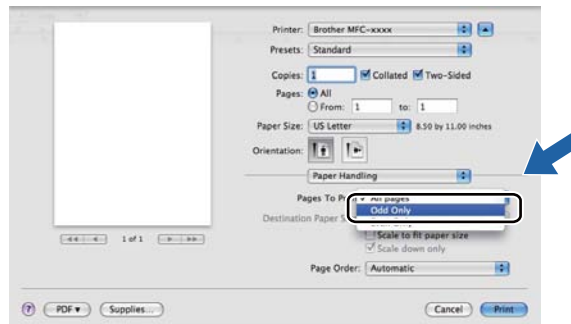 Printer: Brother MFC-xxxx
Presets: Standard
Copies: 1 Collated Two-Sided
Pages: All
From: 1 to: 1
Paper Size: US Letter 8.50 by 11.00 inches
Orientation:
Paper Handling
Pages To Pr All pages
Odd Only
Destination Paper S
Scale to fit paper size
Scale down only
1 of 1
Page Order: Automatic
? PDF Supplies... Cancel Print